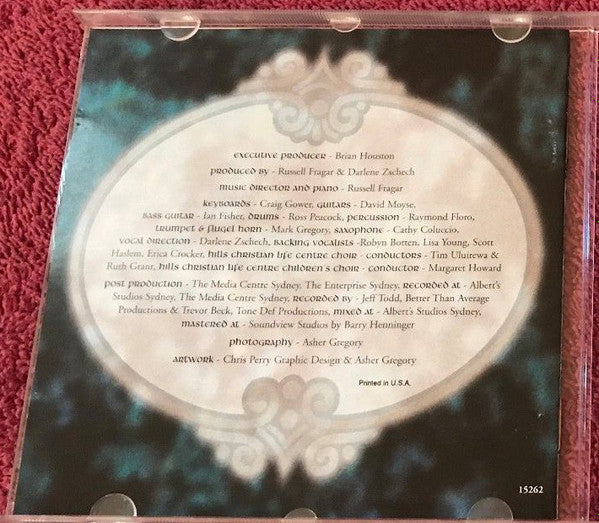 executive producer - Brian Houston
produced by - Russell Fragar & Darlene Zschech
music director and piano - Russell Fragar
keyboards - Craig Gower, guitars - David Moyse,
bass guitar - Ian Fisher, drums - Ross Peacock, percussion - Raymond Floro,
trumpet & flugel horn - Mark Gregory, saxophone - Cathy Coluccio,
vocal direction - Darlene Zschech, backing vocalists -Robyn Botten, Lisa Young, Scott
Haslem, Erica Crocker, hills christian life centre choir - conductors - Tim Uluirewa &
Ruth Grant, hills christian life centre children's choir - conductor - Margaret Howard
post production - The Media Centre Sydney, The Enterprise Sydney, recorded at - Albert's
Studios Sydney, The Media Centre Sydney, recorded by - Jeff Todd, Better Than Average
Productions & Trevor Beck, Tone Def Productions, mixed at - Albert's Studios Sydney,
mastered at - Soundview Studios by Barry Henninger
photography - Asher Gregory
artwork - Chris Perry Graphic Design & Asher Gregory
Printed in U.S.A.
15262